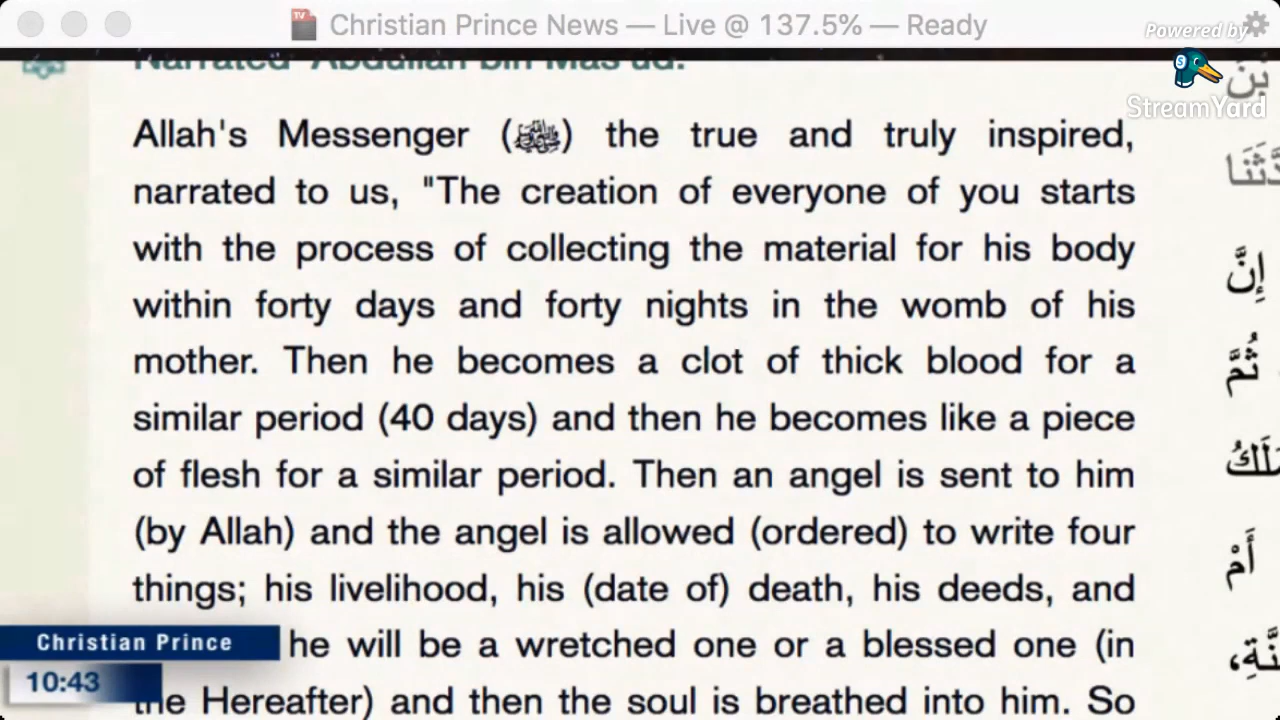 Christian Prince News — Live @ 137.5% — Ready
Powered by
StreamYard
Narrated `Abdullah bin Mas`ud:
Allah's Messenger (ﷺ) the true and truly inspired,
narrated to us, "The creation of everyone of you starts
with the process of collecting the material for his body
within forty days and forty nights in the womb of his
mother. Then he becomes a clot of thick blood for a
similar period (40 days) and then he becomes like a piece
of flesh for a similar period. Then an angel is sent to him
(by Allah) and the angel is allowed (ordered) to write four
things; his livelihood, his (date of) death, his deeds, and
he will be a wretched one or a blessed one (in
the Hereafter) and then the soul is breathed into him. So
إِنَّ
ثُمَّ
أَمْ
Christian Prince
10:43